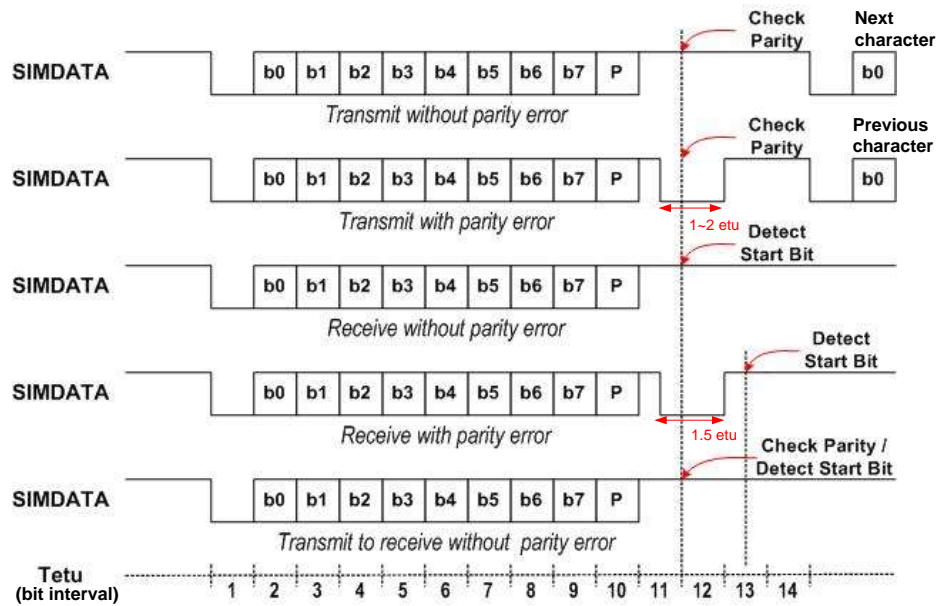 Check
Parity
Next
character
SIMDATA
b0 b1 b2 b3 b4 b5 b6 b7 P b0
Transmit without parity error
Check
Parity
Previous
character
SIMDATA
b0 b1 b2 b3 b4 b5 b6 b7 P b0
1~2 etu
Transmit with parity error
Detect
Start Bit
SIMDATA
b0 b1 b2 b3 b4 b5 b6 b7 P
Receive without parity error
Detect
Start Bit
SIMDATA
b0 b1 b2 b3 b4 b5 b6 b7 P
1.5 etu
Receive with parity error
Check Parity /
Detect Start Bit
SIMDATA
b0 b1 b2 b3 b4 b5 b6 b7 P
Transmit to receive without parity error
Tetu
(bit interval)
1 2 3 4 5 6 7 8 9 10 11 12 13 14